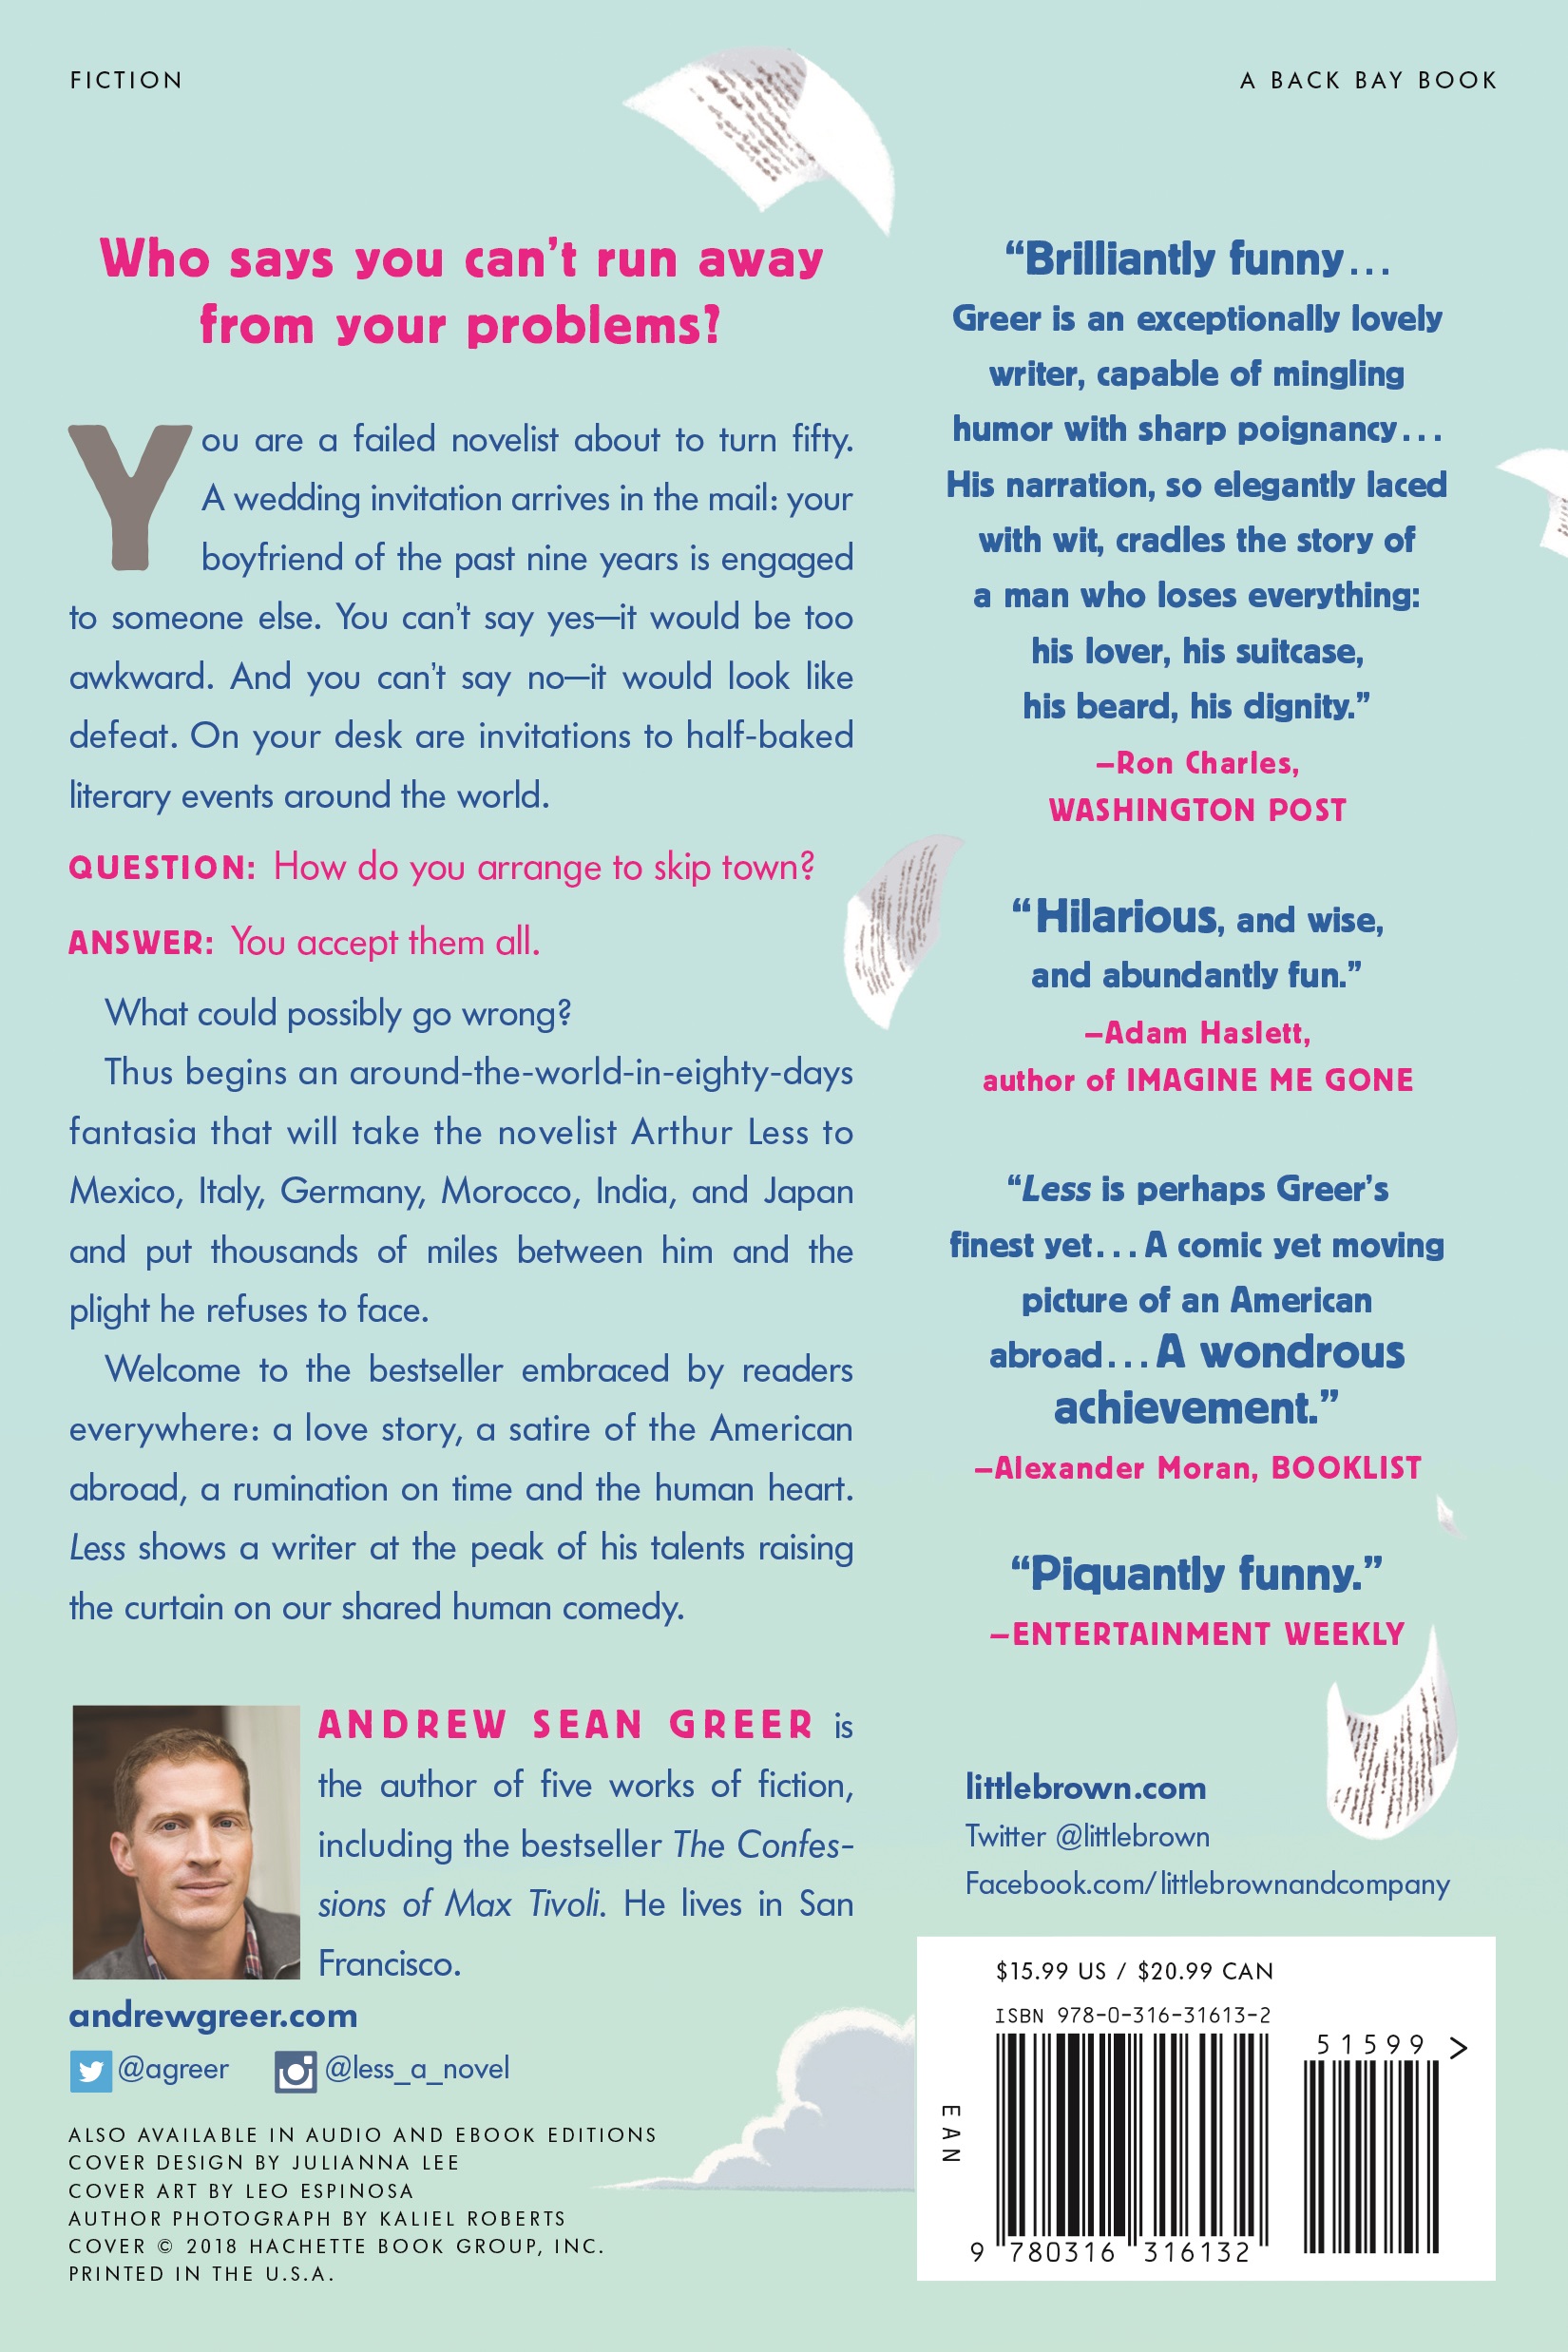 FICTION
A BACK BAY BOOK
Who says you can’t run away
from your problems?
You are a failed novelist about to turn fifty.
A wedding invitation arrives in the mail: your
boyfriend of the past nine years is engaged
to someone else. You can’t say yes—it would be too
awkward. And you can’t say no—it would look like
defeat. On your desk are invitations to half-baked
literary events around the world.
QUESTION: How do you arrange to skip town?
ANSWER: You accept them all.
What could possibly go wrong?
Thus begins an around-the-world-in-eighty-days
fantasia that will take the novelist Arthur Less to
Mexico, Italy, Germany, Morocco, India, and Japan
and put thousands of miles between him and the
plight he refuses to face.
Welcome to the bestseller embraced by readers
everywhere: a love story, a satire of the American
abroad, a rumination on time and the human heart.
Less shows a writer at the peak of his talents raising
the curtain on our shared human comedy.
ANDREW SEAN GREER is
the author of five works of fiction,
including the bestseller The Confes-
sions of Max Tivoli. He lives in San
Francisco.
andrewgreer.com
@agreer @less_a_novel
ALSO AVAILABLE IN AUDIO AND EBOOK EDITIONS
COVER DESIGN BY JULIANNA LEE
COVER ART BY LEO ESPINOSA
AUTHOR PHOTOGRAPH BY KALIEL ROBERTS
COVER © 2018 HACHETTE BOOK GROUP, INC.
PRINTED IN THE U.S.A.
“Brilliantly funny...
Greer is an exceptionally lovely
writer, capable of mingling
humor with sharp poignancy...
His narration, so elegantly laced
with wit, cradles the story of
a man who loses everything:
his lover, his suitcase,
his beard, his dignity.”
—Ron Charles,
WASHINGTON POST
“Hilarious, and wise,
and abundantly fun.”
—Adam Haslett,
author of IMAGINE ME GONE
“Less is perhaps Greer’s
finest yet... A comic yet moving
picture of an American
abroad... A wondrous
achievement.”
—Alexander Moran, BOOKLIST
“Piquantly funny.”
—ENTERTAINMENT WEEKLY
littlebrown.com
Twitter @littlebrown
Facebook.com/littlebrownandcompany
$15.99 US / $20.99 CAN
ISBN 978-0-316-31613-2
51599 >
EAN
9 780316 316132